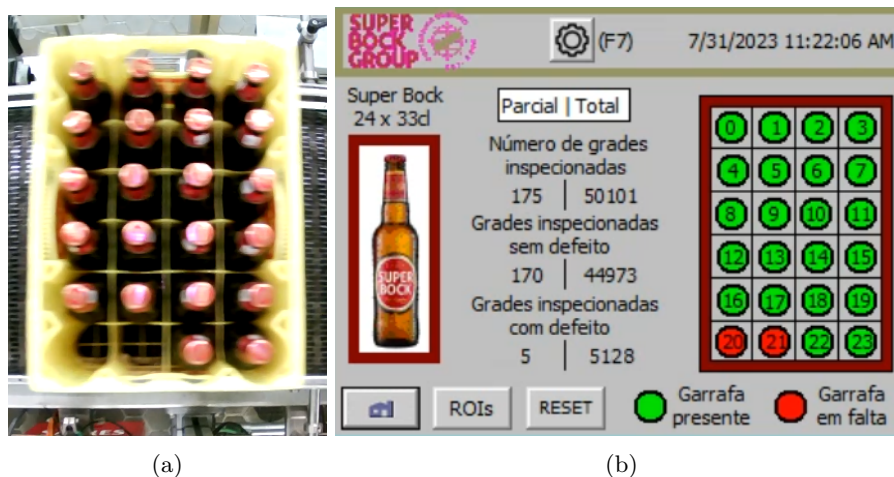 SUPER
BOCK
GROUP
(F7)
7/31/2023 11:22:06 AM
Super Bock
24 x 33cl
Parcial | Total
Número de grades
inspecionadas
175 | 50101
Grades inspecionadas
sem defeito
170 | 44973
Grades inspecionadas
com defeito
5 | 5128
SUPER
BOCK
0 1 2 3
4 5 6 7
8 9 10 11
12 13 14 15
16 17 18 19
20 21 22 23
ROIs
RESET
Garrafa
presente
Garrafa
em falta
(a)
(b)